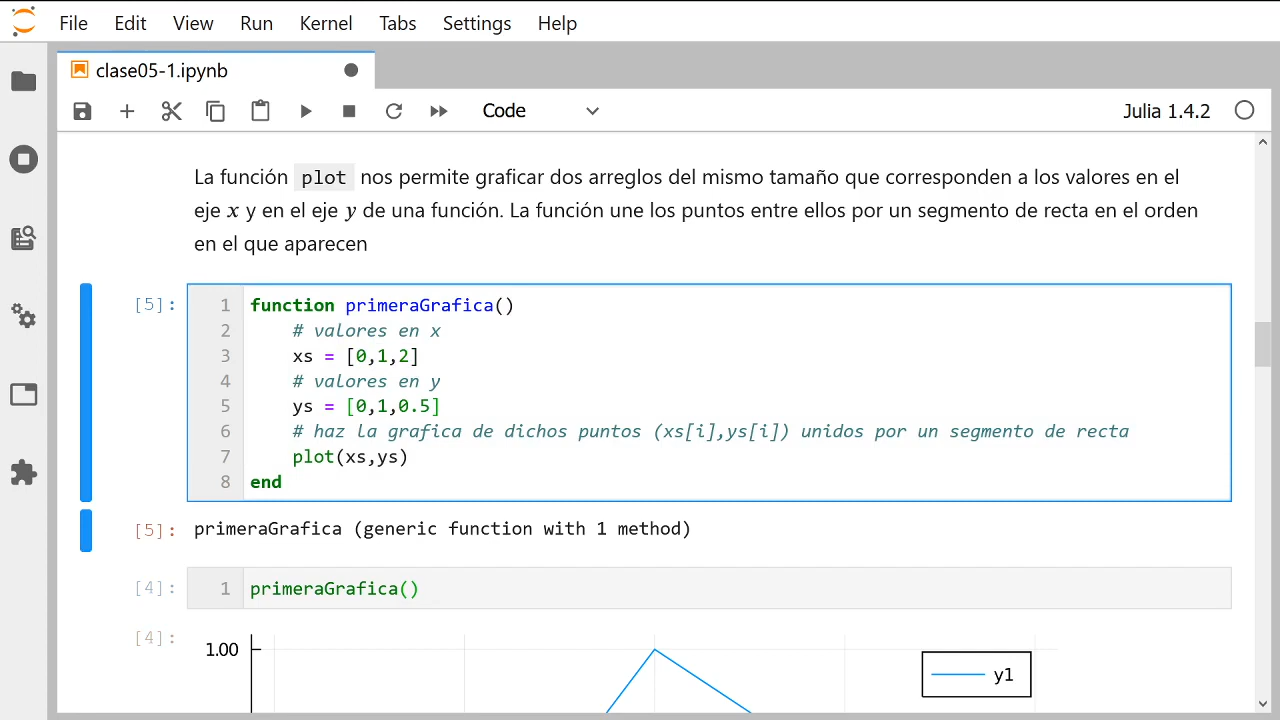 File Edit View Run Kernel Tabs Settings Help
clase05-1.ipynb
Code Julia 1.4.2
La función plot nos permite graficar dos arreglos del mismo tamaño que corresponden a los valores en el
eje x y en el eje y de una función. La función une los puntos entre ellos por un segmento de recta en el orden
en el que aparecen
[5]: 1 function primeraGrafica()
2 # valores en x
3 xs = [0,1,2]
4 # valores en y
5 ys = [0,1,0.5]
6 # haz la grafica de dichos puntos (xs[i],ys[i]) unidos por un segmento de recta
7 plot(xs,ys)
8 end
[5]: primeraGrafica (generic function with 1 method)
[4]: 1 primeraGrafica()
[4]:
1.00
y1